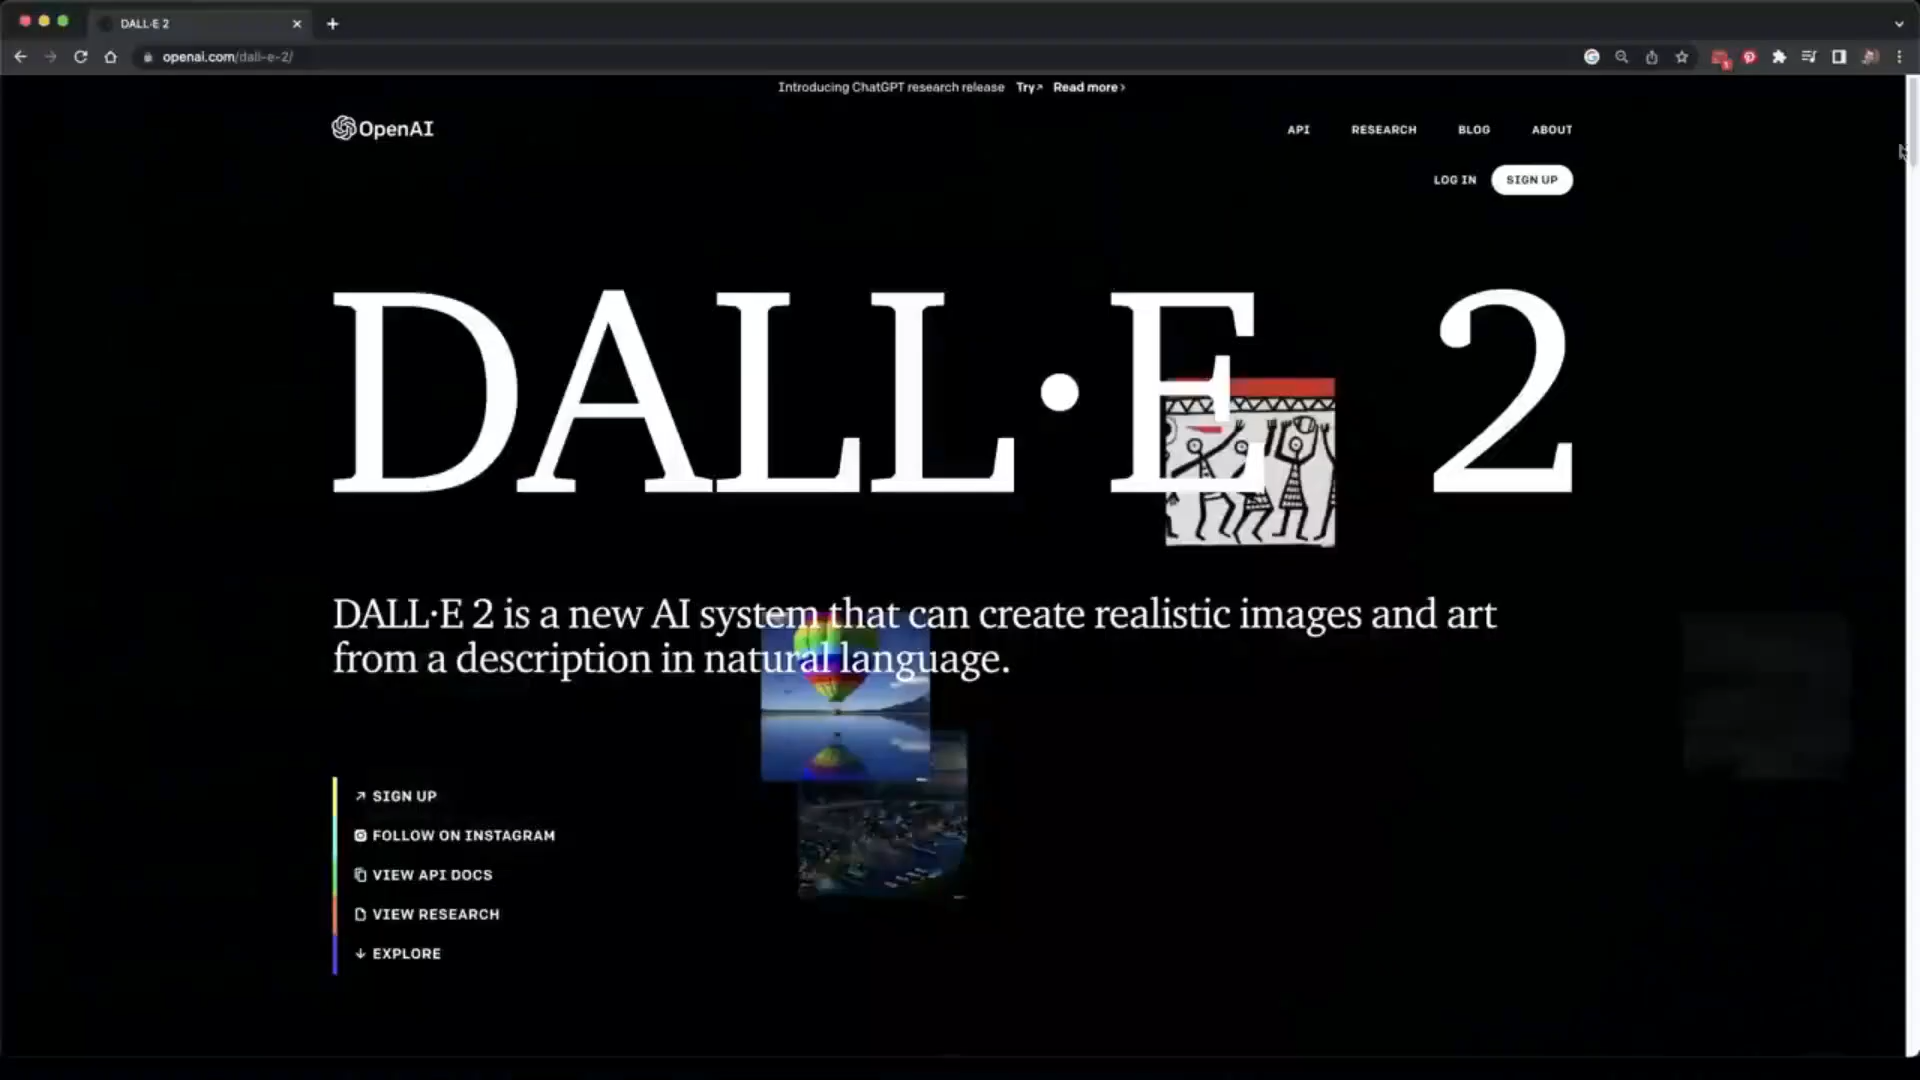 DALL·E 2
openai.com/dall-e-2/
Introducing ChatGPT research release Try↗ Read more ›
OpenAI
API RESEARCH BLOG ABOUT
LOG IN SIGN UP
DALL·E 2
DALL·E 2 is a new AI system that can create realistic images and art
from a description in natural language.
↗ SIGN UP
FOLLOW ON INSTAGRAM
VIEW API DOCS
VIEW RESEARCH
↓ EXPLORE